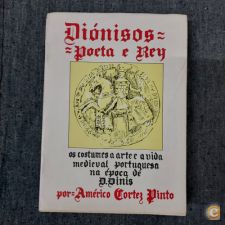 Diónisos=
=Poeta e Rey
os costumes a arte e a vida
medieval portuguesa
na época de
D. Dinis
por=Américo Cortez Pinto